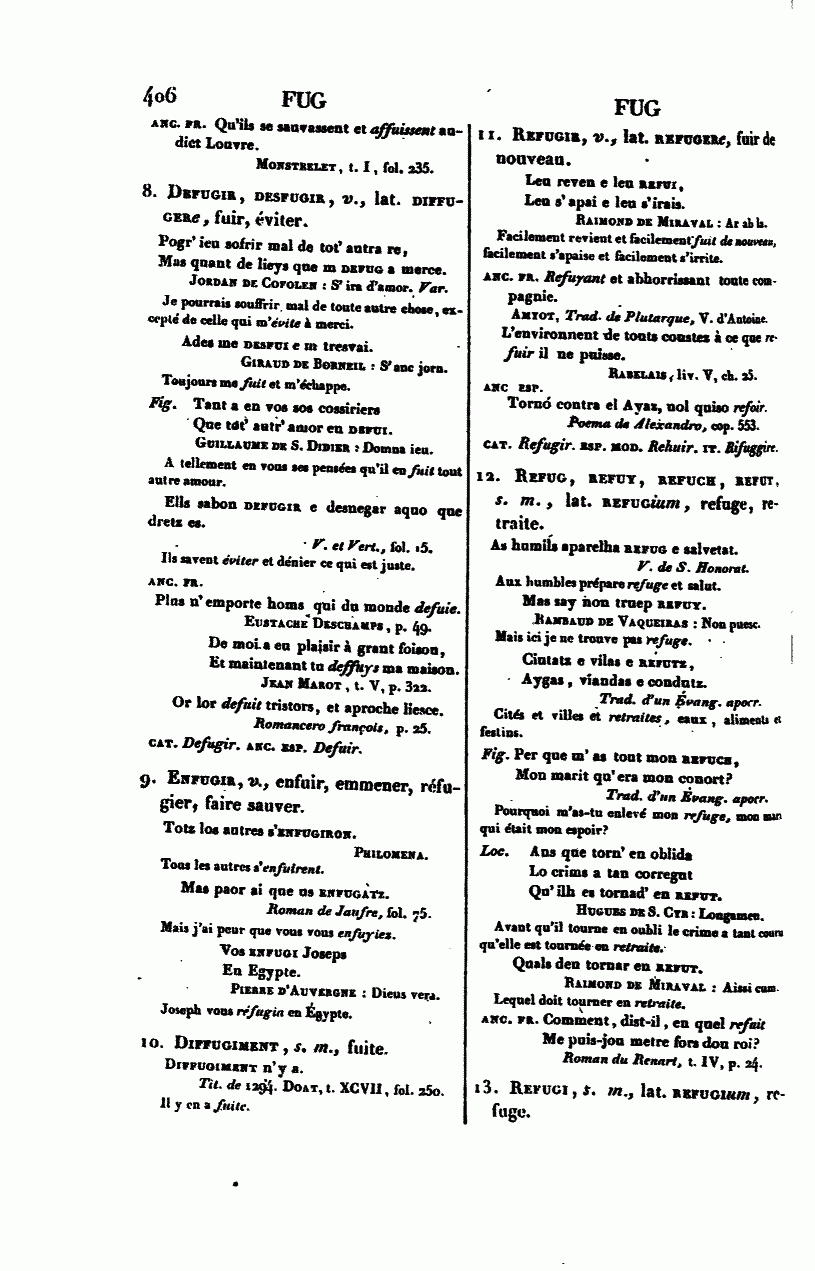 406 FUG
ANC. FR. Qu'ils se sauvassent et affuissent au-
dict Louvre.
MONSTRELET, t. I, fol. 235.
8. DEFUGIR, DESFUGIR, v., lat. DIFFU-
GERe, fuir, éviter.
Pogr' ieu sofrir mal de tot' autra re,
Mas quant de lieys que m DEFUG a merce.
JORDAN DE COFOLEN : S' ira d'amor. Var.
Je pourrais souffrir mal de toute autre chose, ex-
cepté de celle qui m'évite à merci.
Ades me DESFUI e m tresvai.
GIRAUD DE BORNEIL : S' anc jorn.
Toujours me fuit et m'échappe.
Fig. Tant a en vos sos cossiriers
Que tot' autr' amor en DEFUI.
GUILLAUME DE S. DIDIER : Domna ieu.
A tellement en vous ses pensées qu'il en fuit tout
autre amour.
Ells sabon DEFUGIR e desnegar aquo que
dretz es.
V. et Vert., fol. 15.
Ils savent éviter et dénier ce qui est juste.
ANC. FR.
Plus n'emporte homs qui du monde defuie.
EUSTACHE DESCHAMPS, p. 49.
De moi a eu plaisir à grant foison,
Et maintenant tu deffuys ma maison.
JEAN MAROT, t. V, p. 322.
Or lor defuit tristors, et aproche liesce.
Romancero françois, p. 25.
CAT. Defugir. ANC. ESP. Defuir.
9. ENFUGIR, v., enfuir, emmener, réfu-
gier, faire sauver.
Totz los autres s'ENFUGIRON.
PHILOMENA.
Tous les autres s'enfuirent.
Mas paor ai que us ENFUGATZ.
Roman de Jaufre, fol. 75.
Mais j'ai peur que vous vous enfuyiez.
Vos ENFUGI Joseps
En Egypte.
PIERRE D'AUVERGNE : Dieus vera.
Joseph vous réfugia en Égypte.
10. DIFFUGIMENT, s. m., fuite.
DIFFUGIMENT n'y a.
Tit. de 1294. DOAT, t. XCVII, fol. 250.
Il y en a fuite.
FUG
11. REFUGIR, v., lat. REFUGERe, fuir de
nouveau.
Leu reven e leu REFUI,
Leu s' apai e leu s'irais.
RAIMOND DE MIRAVAL : Ar ab la.
Facilement revient et facilement fuit de nouveau,
facilement s'apaise et facilement s'irrite.
ANC. FR. Refuyant et abhorrissant toute com-
pagnie.
AMYOT, Trad. de Plutarque, V. d'Antoine.
L'environnent de touts coustez à ce que re-
fuir il ne puisse.
RABELAIS, liv. V, ch. 25.
ANC ESP.
Tornó contra el Ayaz, nol quiso refoir.
Poema de Alexandro, cop. 553.
CAT. Refugir. ESP. MOD. Rehuir. IT. Rifuggire.
12. REFUG, REFUY, REFUCH, REFUT,
s. m., lat. REFUGium, refuge, re-
traite.
As humils aparelha REFUG e salvetat.
V. de S. Honorat.
Aux humbles prépare refuge et salut.
Mas say non truep REFUY.
RAMBAUD DE VAQUEIRAS : Non puesc.
Mais ici je ne trouve pas refuge.
Ciutatz e vilas e REFUTZ,
Aygas, viandas e condutz.
Trad. d'un Évang. apocr.
Cités et villes et retraites, eaux, aliments et
festins.
Fig. Per que m' as tout mon REFUCH,
Mon marit qu'era mon conort?
Trad. d'un Évang. apocr.
Pourquoi m'as-tu enlevé mon refuge, mon mari
qui était mon espoir?
Loc. Ans que torn' en oblida
Lo crims a tan corregut
Qu' ilh es tornad' en REFUT.
HUGUES DE S. CYR : Longamen.
Avant qu'il tourne en oubli le crime a tant couru
qu'elle est tournée en retraite.
Quals deu tornar en REFUT.
RAIMOND DE MIRAVAL : Aissi cum.
Lequel doit tourner en retraite.
ANC. FR. Comment, dist-il, en quel refuit
Me puis-jou metre fors dou roi?
Roman du Renart, t. IV, p. 24.
13. REFUGI, s. m., lat. REFUGIum, re-
fuge.